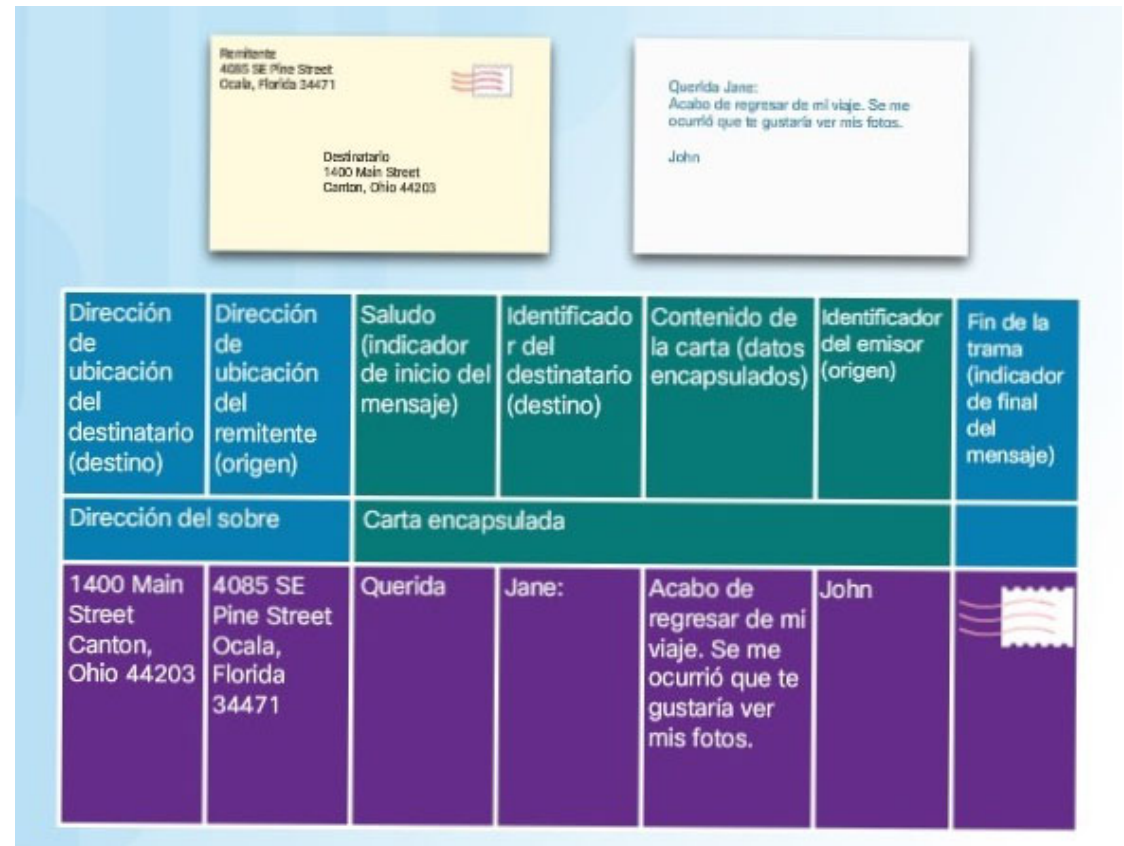 Remitente
4085 SE Pine Street
Ocala, Florida 34471
Destinatario
1400 Main Street
Canton, Ohio 44203
Querida Jane:
Acabo de regresar de mi viaje. Se me
ocurrió que te gustaría ver mis fotos.
John
Dirección
de
ubicación
del
destinatario
(destino)
Dirección
de
ubicación
del
remitente
(origen)
Saludo
(indicador
de inicio del
mensaje)
Identificado
r del
destinatario
(destino)
Contenido de
la carta (datos
encapsulados)
Identificador
del emisor
(origen)
Fin de la
trama
(indicador
de final
del
mensaje)
Dirección del sobre
Carta encapsulada
1400 Main
Street
Canton,
Ohio 44203
4085 SE
Pine Street
Ocala,
Florida
34471
Querida
Jane:
Acabo de
regresar de mi
viaje. Se me
ocurrió que te
gustaría ver
mis fotos.
John